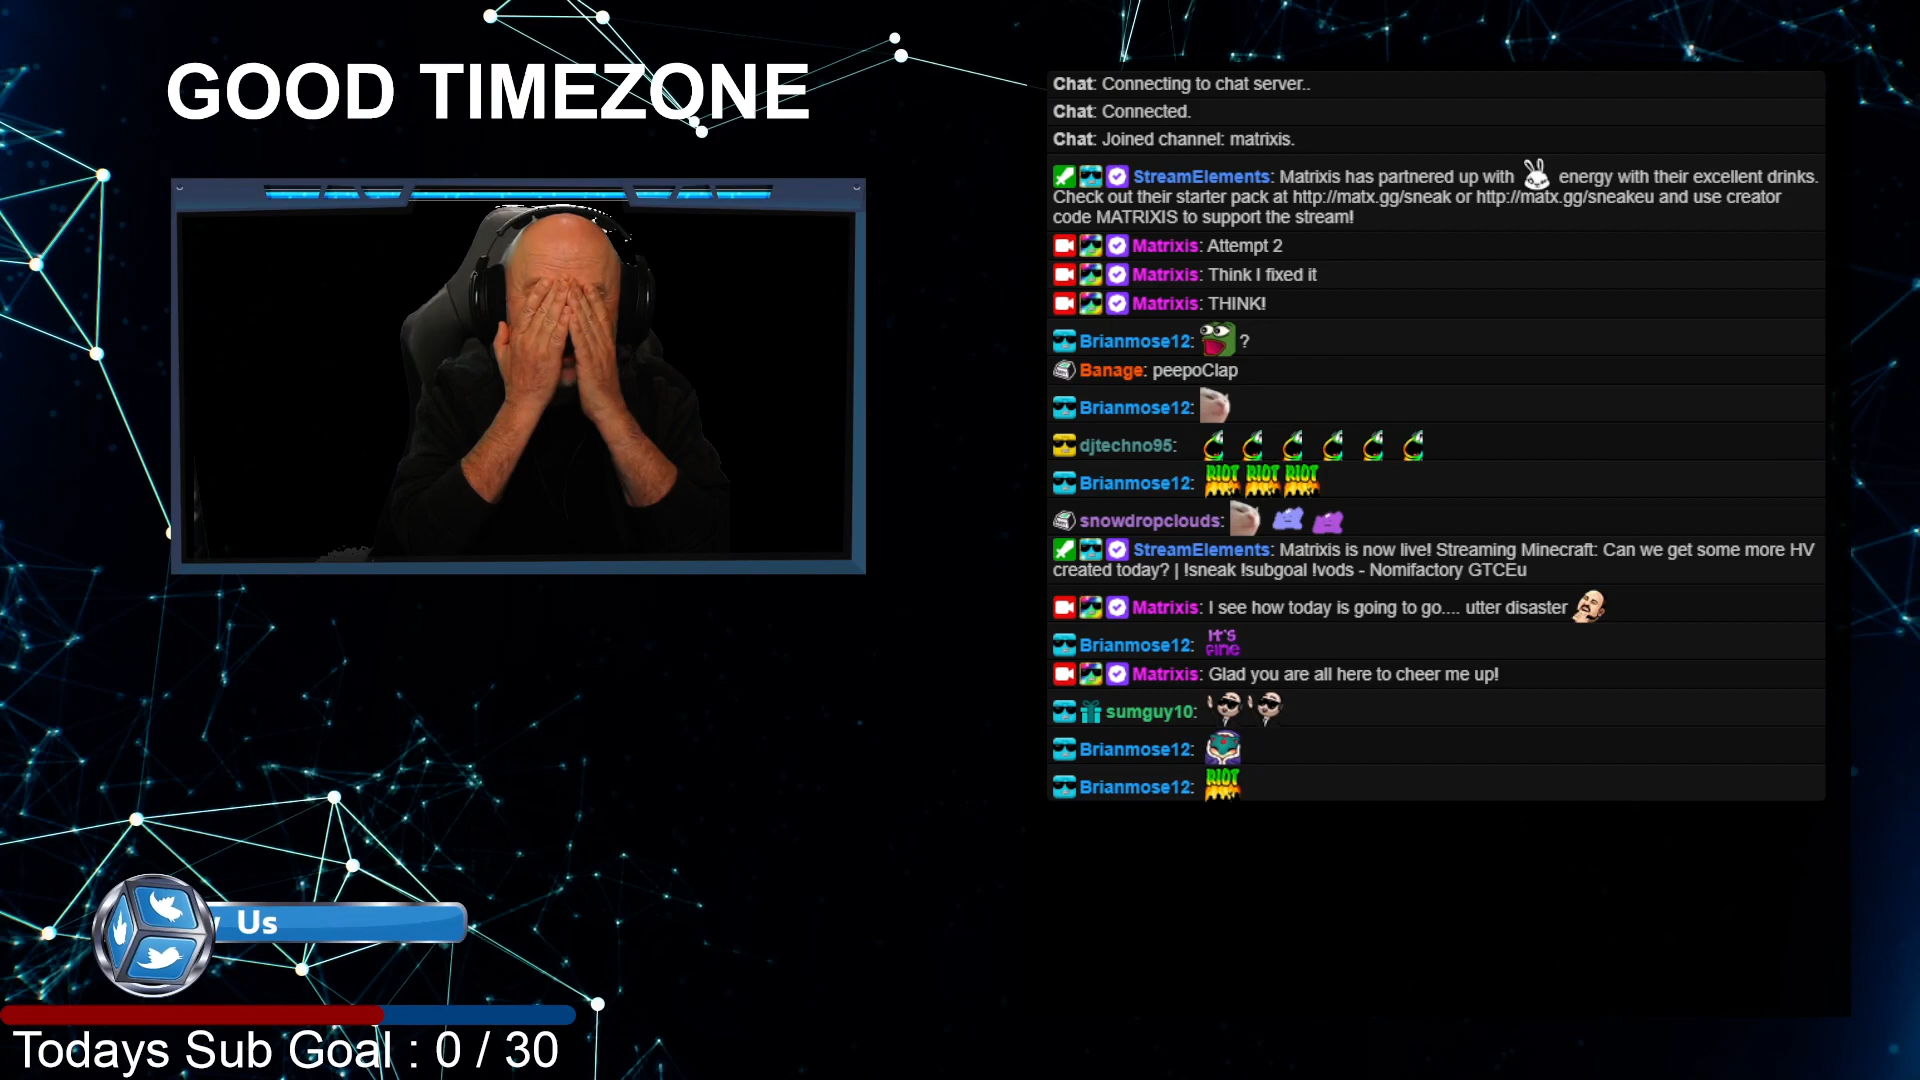 GOOD TIMEZONE
Chat: Connecting to chat server..
Chat: Connected.
Chat: Joined channel: matrixis.
StreamElements: Matrixis has partnered up with energy with their excellent drinks.
Check out their starter pack at http://matx.gg/sneak or http://matx.gg/sneakeu and use creator
code MATRIXIS to support the stream!
Matrixis: Attempt 2
Matrixis: Think I fixed it
Matrixis: THINK!
Brianmose12: ?
Banage: peepoClap
Brianmose12:
djtechno95:
Brianmose12: RIOT RIOT RIOT
snowdropclouds:
StreamElements: Matrixis is now live! Streaming Minecraft: Can we get some more HV
created today? | !sneak !subgoal !vods - Nomifactory GTCEu
Matrixis: I see how today is going to go.... utter disaster
Brianmose12: IT'S
FINE
Matrixis: Glad you are all here to cheer me up!
sumguy10:
Brianmose12:
Brianmose12: RIOT
Us
Todays Sub Goal : 0 / 30